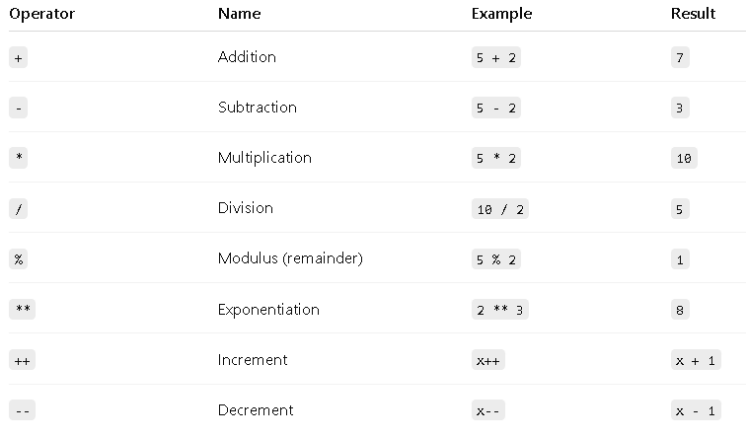 Operator Name Example Result
+ Addition 5 + 2 7
- Subtraction 5 - 2 3
* Multiplication 5 * 2 10
/ Division 10 / 2 5
% Modulus (remainder) 5 % 2 1
** Exponentiation 2 ** 3 8
++ Increment x++ x + 1
-- Decrement x-- x - 1